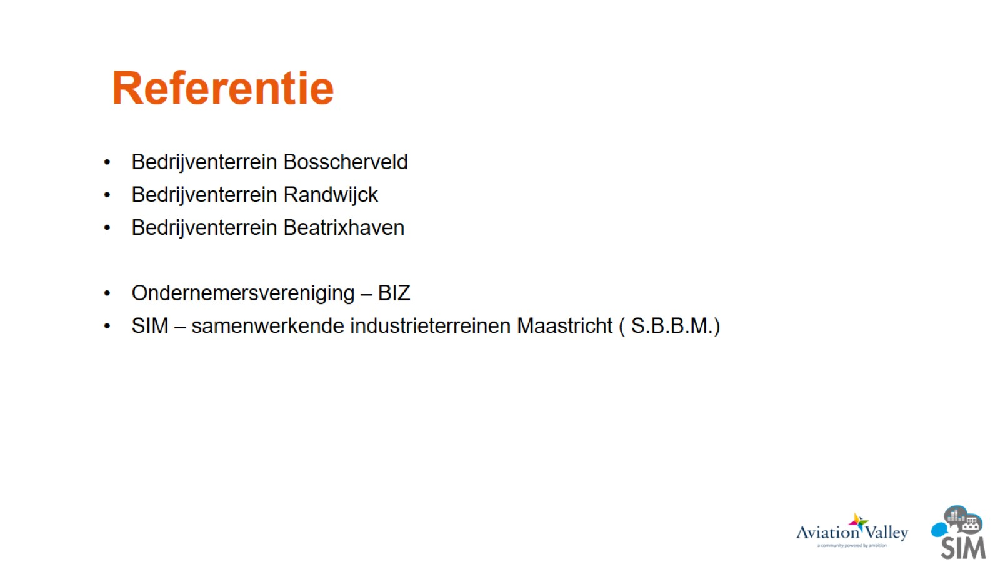 Referentie
• Bedrijventerrein Bosscherveld
• Bedrijventerrein Randwijck
• Bedrijventerrein Beatrixhaven
• Ondernemersvereniging – BIZ
• SIM – samenwerkende industrieterreinen Maastricht ( S.B.B.M.)
Aviation Valley
a community powered by ambition
SIM